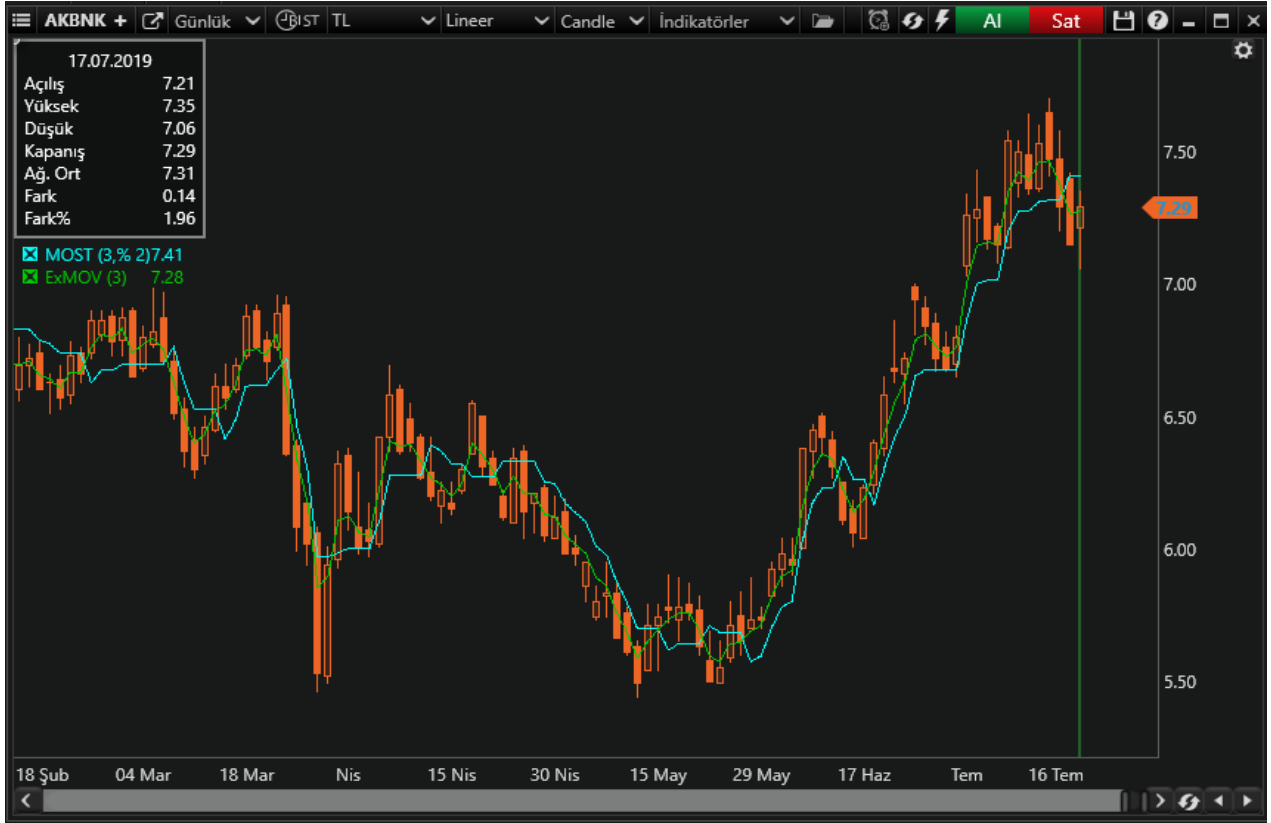 AKBNK + Günlük BIST TL Lineer Candle İndikatörler Al Sat
17.07.2019
Açılış 7.21
Yüksek 7.35
Düşük 7.06
Kapanış 7.29
Ağ. Ort 7.31
Fark 0.14
Fark% 1.96
MOST (3,% 2)7.41
ExMOV (3) 7.28
7.50
7.29
7.00
6.50
6.00
5.50
18 Şub 04 Mar 18 Mar Nis 15 Nis 30 Nis 15 May 29 May 17 Haz Tem 16 Tem